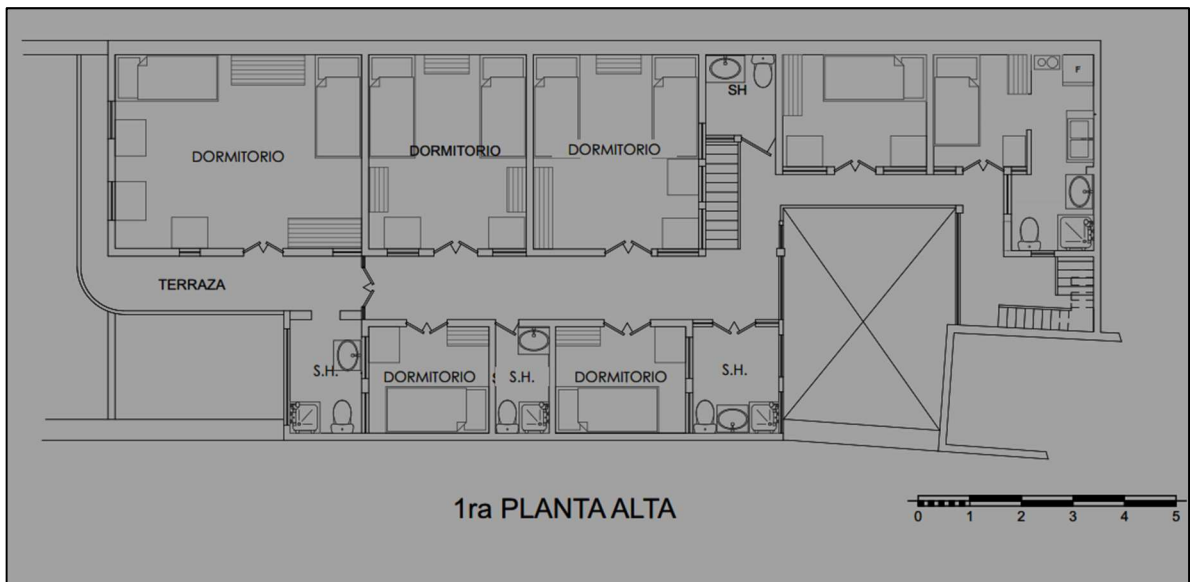 SH
F
DORMITORIO
DORMITORIO
DORMITORIO
TERRAZA
S.H.
DORMITORIO
S.H.
DORMITORIO
S.H.
1ra PLANTA ALTA
0 1 2 3 4 5